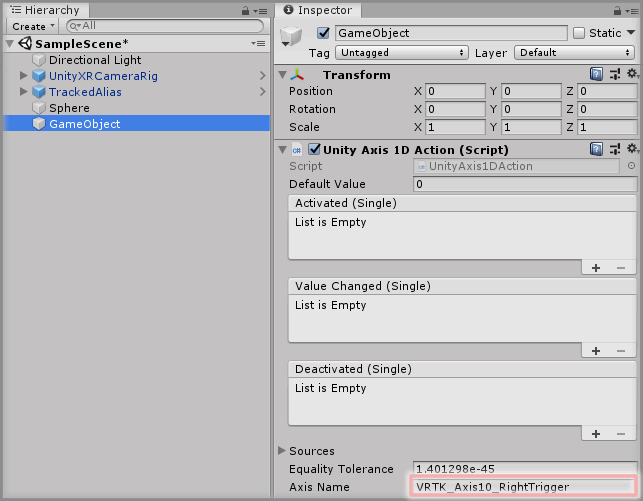 Hierarchy
Create
All
SampleScene*
Directional Light
UnityXRCameraRig
TrackedAlias
Sphere
GameObject
Inspector
GameObject Static
Tag Untagged Layer Default
Transform
Position X 0 Y 0 Z 0
Rotation X 0 Y 0 Z 0
Scale X 1 Y 1 Z 1
C# Unity Axis 1D Action (Script)
Script UnityAxis1DAction
Default Value 0
Activated (Single)
List is Empty
+ −
Value Changed (Single)
List is Empty
+ −
Deactivated (Single)
List is Empty
+ −
Sources
Equality Tolerance 1.401298e-45
Axis Name VRTK_Axis10_RightTrigger